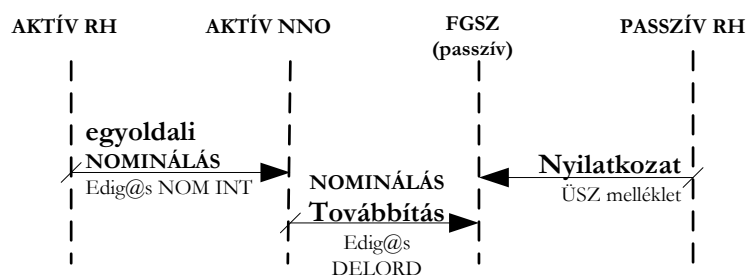 AKTÍV RH
AKTÍV NNO
FGSZ
(passzív)
PASSZÍV RH
egyoldali
NOMINÁLÁS
Edig@s NOM INT
NOMINÁLÁS
Továbbítás
Edig@s
DELORD
Nyilatkozat
ÜSZ melléklet